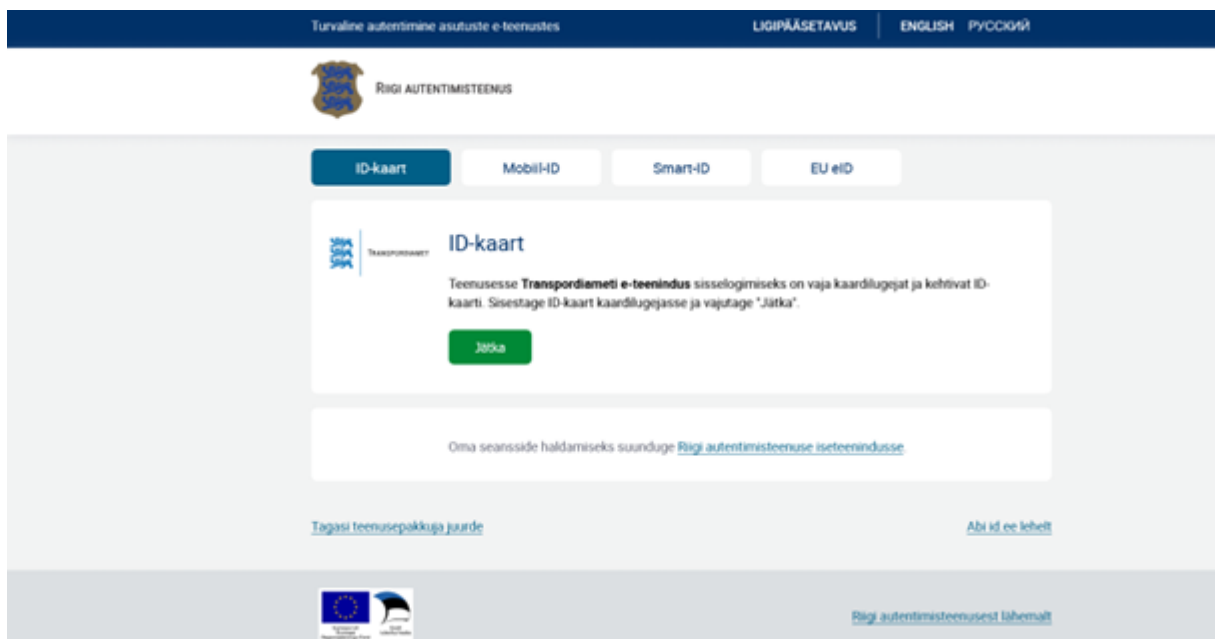 Turvaline autentimine asutuste e-teenustes
LIGIPÄÄSETAVUS
ENGLISH РУССКИЙ
RIIGI AUTENTIMISTEENUS
ID-kaart
Mobiil-ID
Smart-ID
EU eID
TRANSPORDIAMET
ID-kaart
Teenusesse Transpordiameti e-teenindus sisselogimiseks on vaja kaardilugejat ja kehtivat ID-
kaarti. Sisestage ID-kaart kaardilugejasse ja vajutage "Jätka".
Jätka
Oma seansside haldamiseks suunduge Riigi autentimisteenuse iseteenindusse.
Tagasi teenusepakkuja juurde
Abi id.ee lehelt
Riigi autentimisteenusest lähemalt